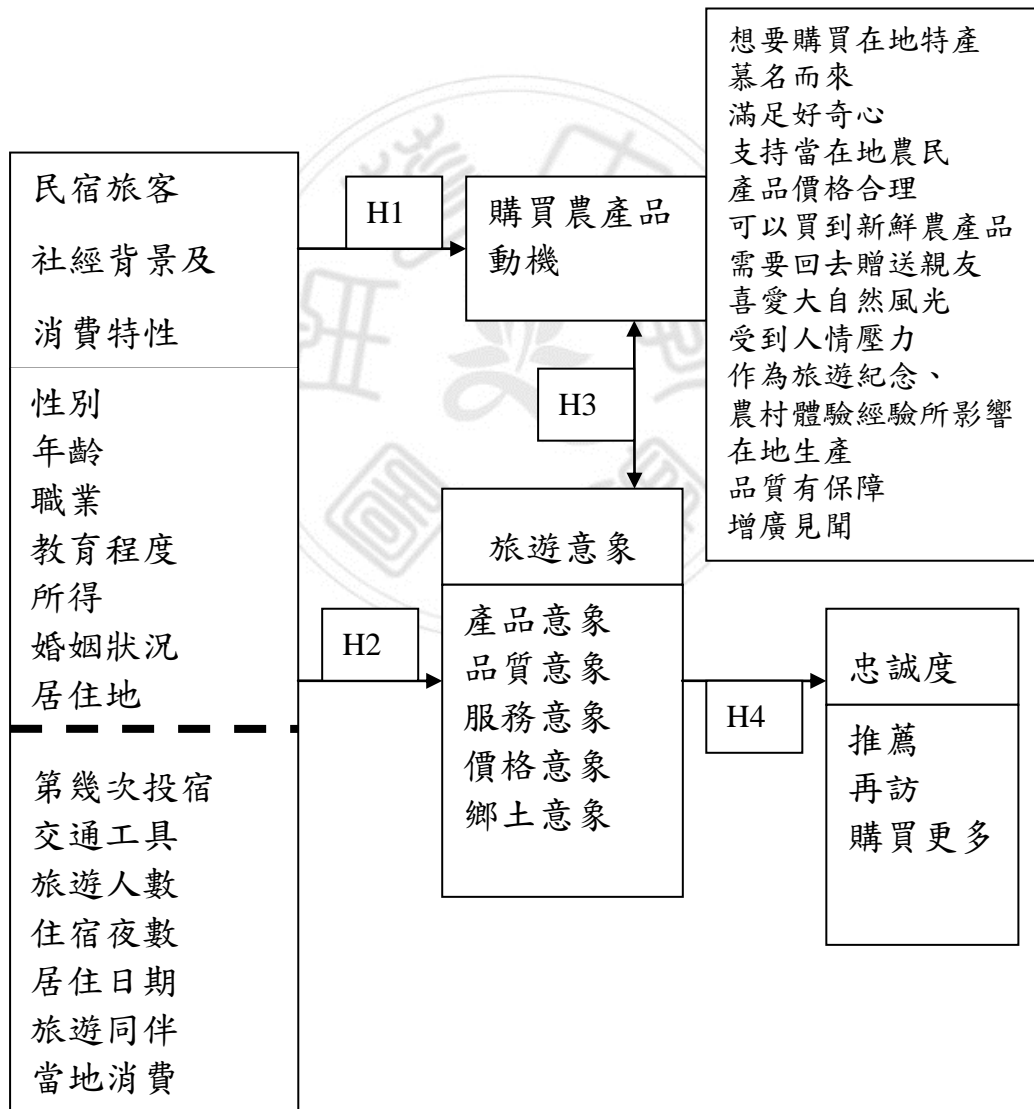 民宿旅客
社經背景及
消費特性
性別
年齡
職業
教育程度
所得
婚姻狀況
居住地
第幾次投宿
交通工具
旅遊人數
住宿夜數
居住日期
旅遊同伴
當地消費
H1
購買農產品
動機
想要購買在地特產
慕名而來
滿足好奇心
支持當在地農民
產品價格合理
可以買到新鮮農產品
需要回去贈送親友
喜愛大自然風光
受到人情壓力
作為旅遊紀念、
農村體驗經驗所影響
在地生產
品質有保障
增廣見聞
H3
H2
旅遊意象
產品意象
品質意象
服務意象
價格意象
鄉土意象
H4
忠誠度
推薦
再訪
購買更多